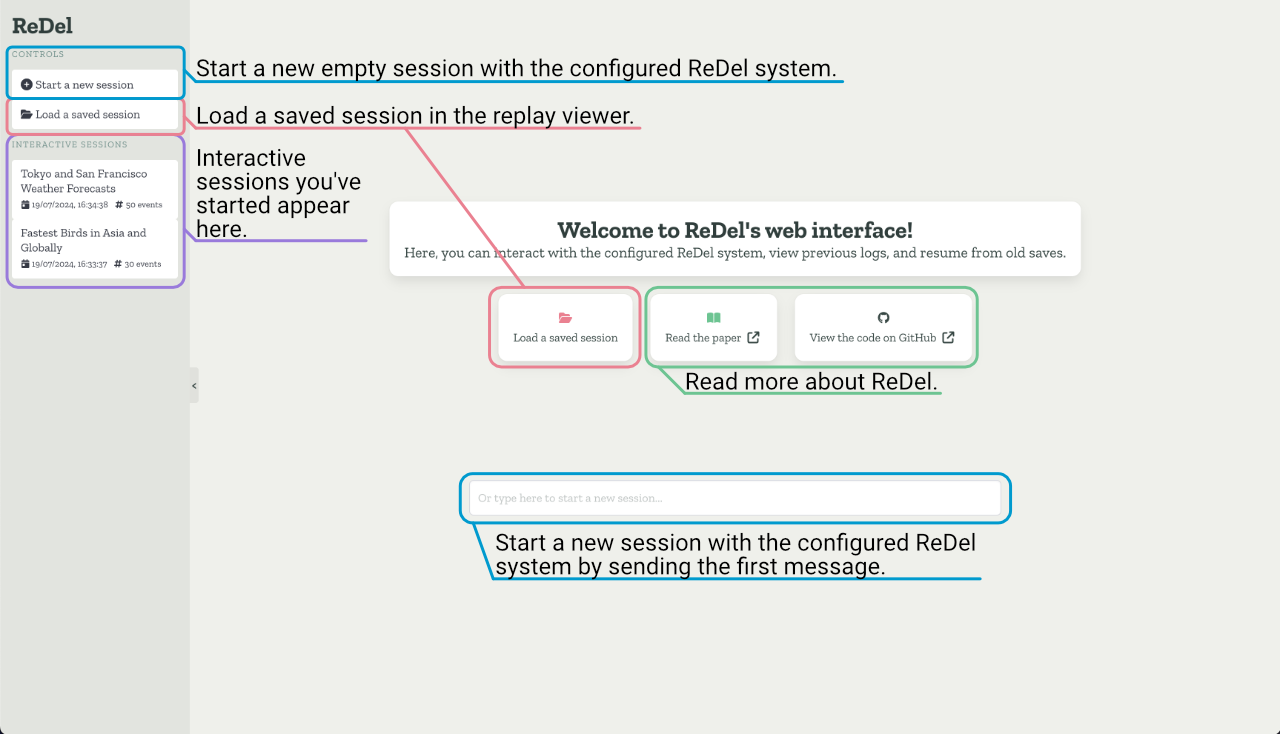 ReDel
CONTROLS
Start a new session
Load a saved session
INTERACTIVE SESSIONS
Tokyo and San Francisco
Weather Forecasts
19/07/2024, 16:34:38 # 50 events
Fastest Birds in Asia and
Globally
19/07/2024, 16:33:37 # 30 events
Start a new empty session with the configured ReDel system.
Load a saved session in the replay viewer.
Interactive
sessions you've
started appear
here.
Welcome to ReDel's web interface!
Here, you can interact with the configured ReDel system, view previous logs, and resume from old saves.
Load a saved session
Read the paper
View the code on GitHub
Read more about ReDel.
Or type here to start a new session...
Start a new session with the configured ReDel
system by sending the first message.